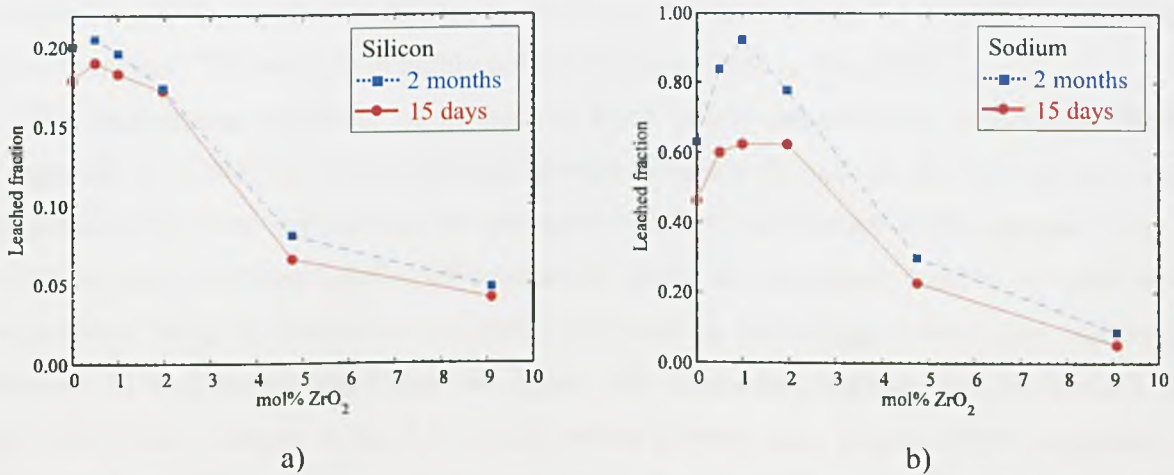 Silicon
2 months
15 days
0.20
0.15
0.10
0.05
0.00
Leached fraction
0 1 2 3 4 5 6 7 8 9 10
mol% ZrO₂
a)
1.00
Sodium
2 months
15 days
0.80
0.60
0.40
0.20
0.00
Leached fraction
0 1 2 3 4 5 6 7 8 9 10
mol% ZrO₂
b)